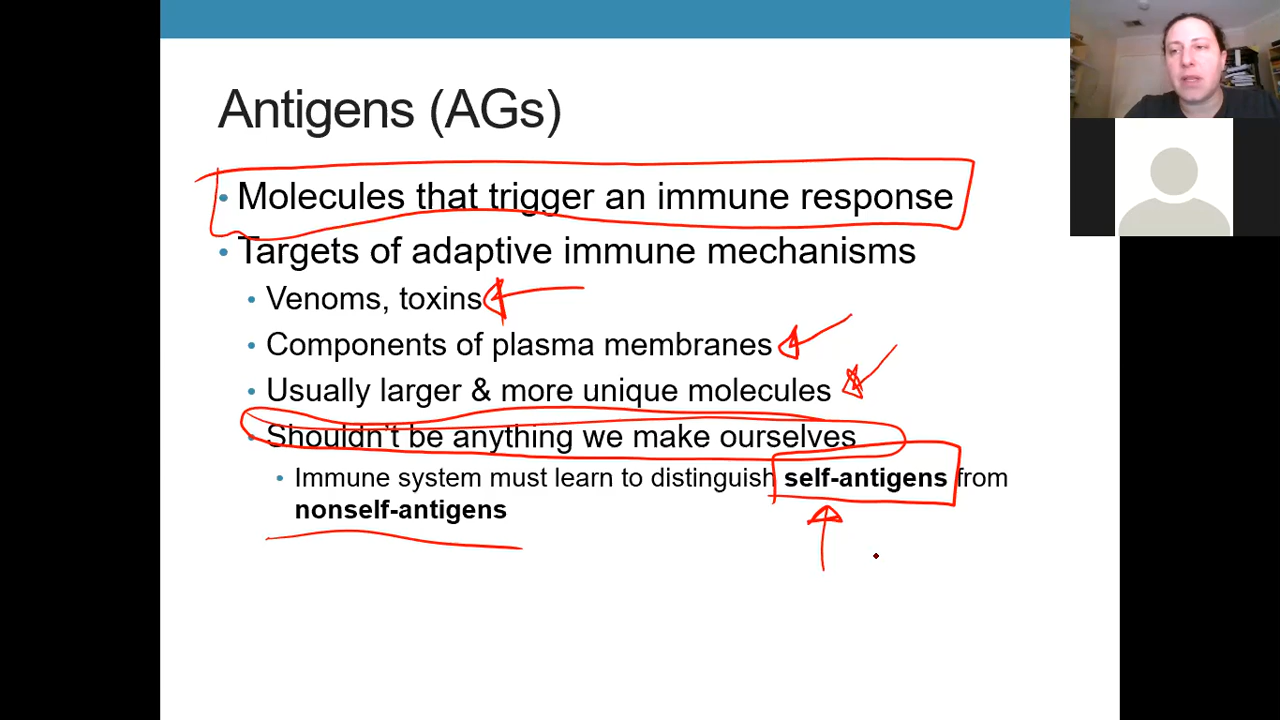 Antigens (AGs)
• Molecules that trigger an immune response
• Targets of adaptive immune mechanisms
• Venoms, toxins
• Components of plasma membranes
• Usually larger & more unique molecules
• Shouldn't be anything we make ourselves
• Immune system must learn to distinguish self-antigens from
nonself-antigens